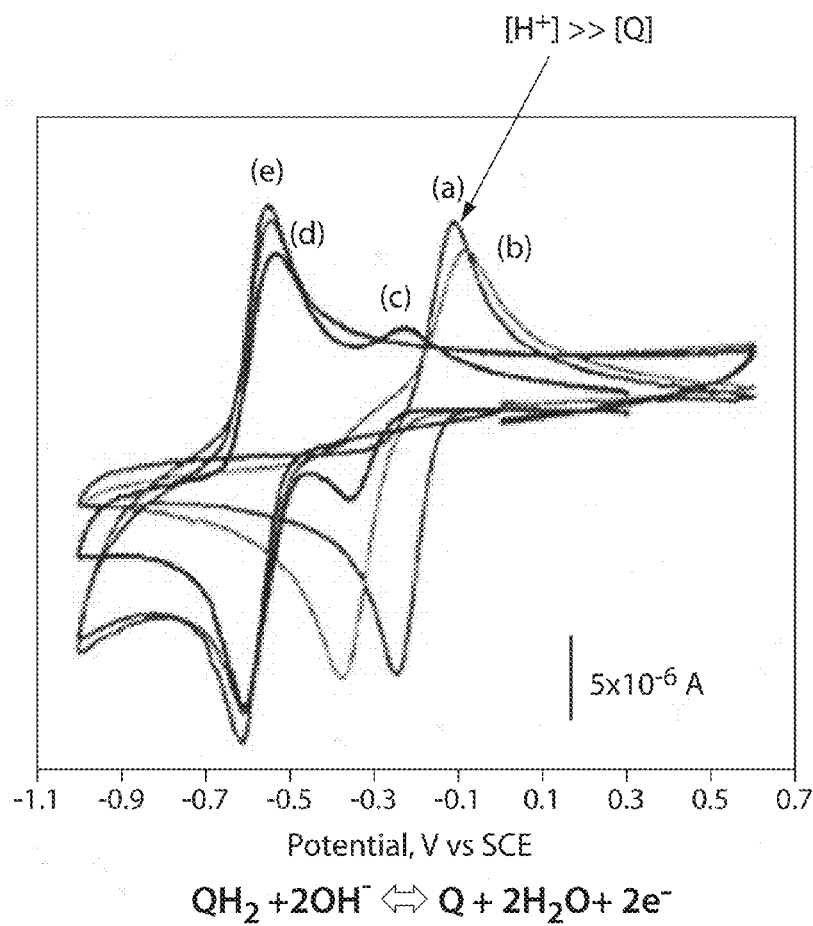 [H⁺] >> [Q]
(e)
(a)
(d)
(b)
(c)
5x10⁻⁶ A
-1.1 -0.9 -0.7 -0.5 -0.3 -0.1 0.1 0.3 0.5 0.7
Potential, V vs SCE
QH₂ +2OH⁻ ⇔ Q + 2H₂O+ 2e⁻